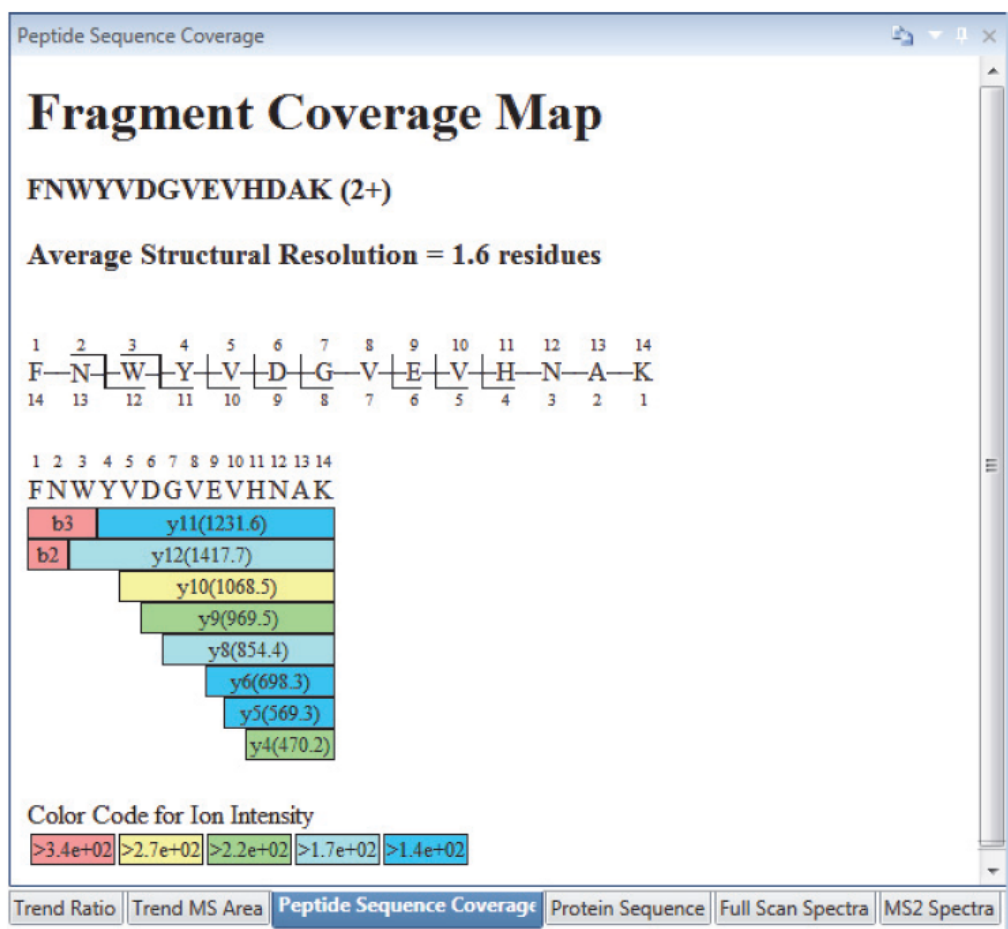 Peptide Sequence Coverage
Fragment Coverage Map
FNWYVDGVEVHDAK (2+)
Average Structural Resolution = 1.6 residues
1 2 3 4 5 6 7 8 9 10 11 12 13 14
F N W Y V D G V E V H N A K
14 13 12 11 10 9 8 7 6 5 4 3 2 1
1 2 3 4 5 6 7 8 9 10 11 12 13 14
FNWYVDGVEVHNAK
b3 y11(1231.6)
b2 y12(1417.7)
y10(1068.5)
y9(969.5)
y8(854.4)
y6(698.3)
y5(569.3)
y4(470.2)
Color Code for Ion Intensity
>3.4e+02 >2.7e+02 >2.2e+02 >1.7e+02 >1.4e+02
Trend Ratio Trend MS Area Peptide Sequence Coverage Protein Sequence Full Scan Spectra MS2 Spectra